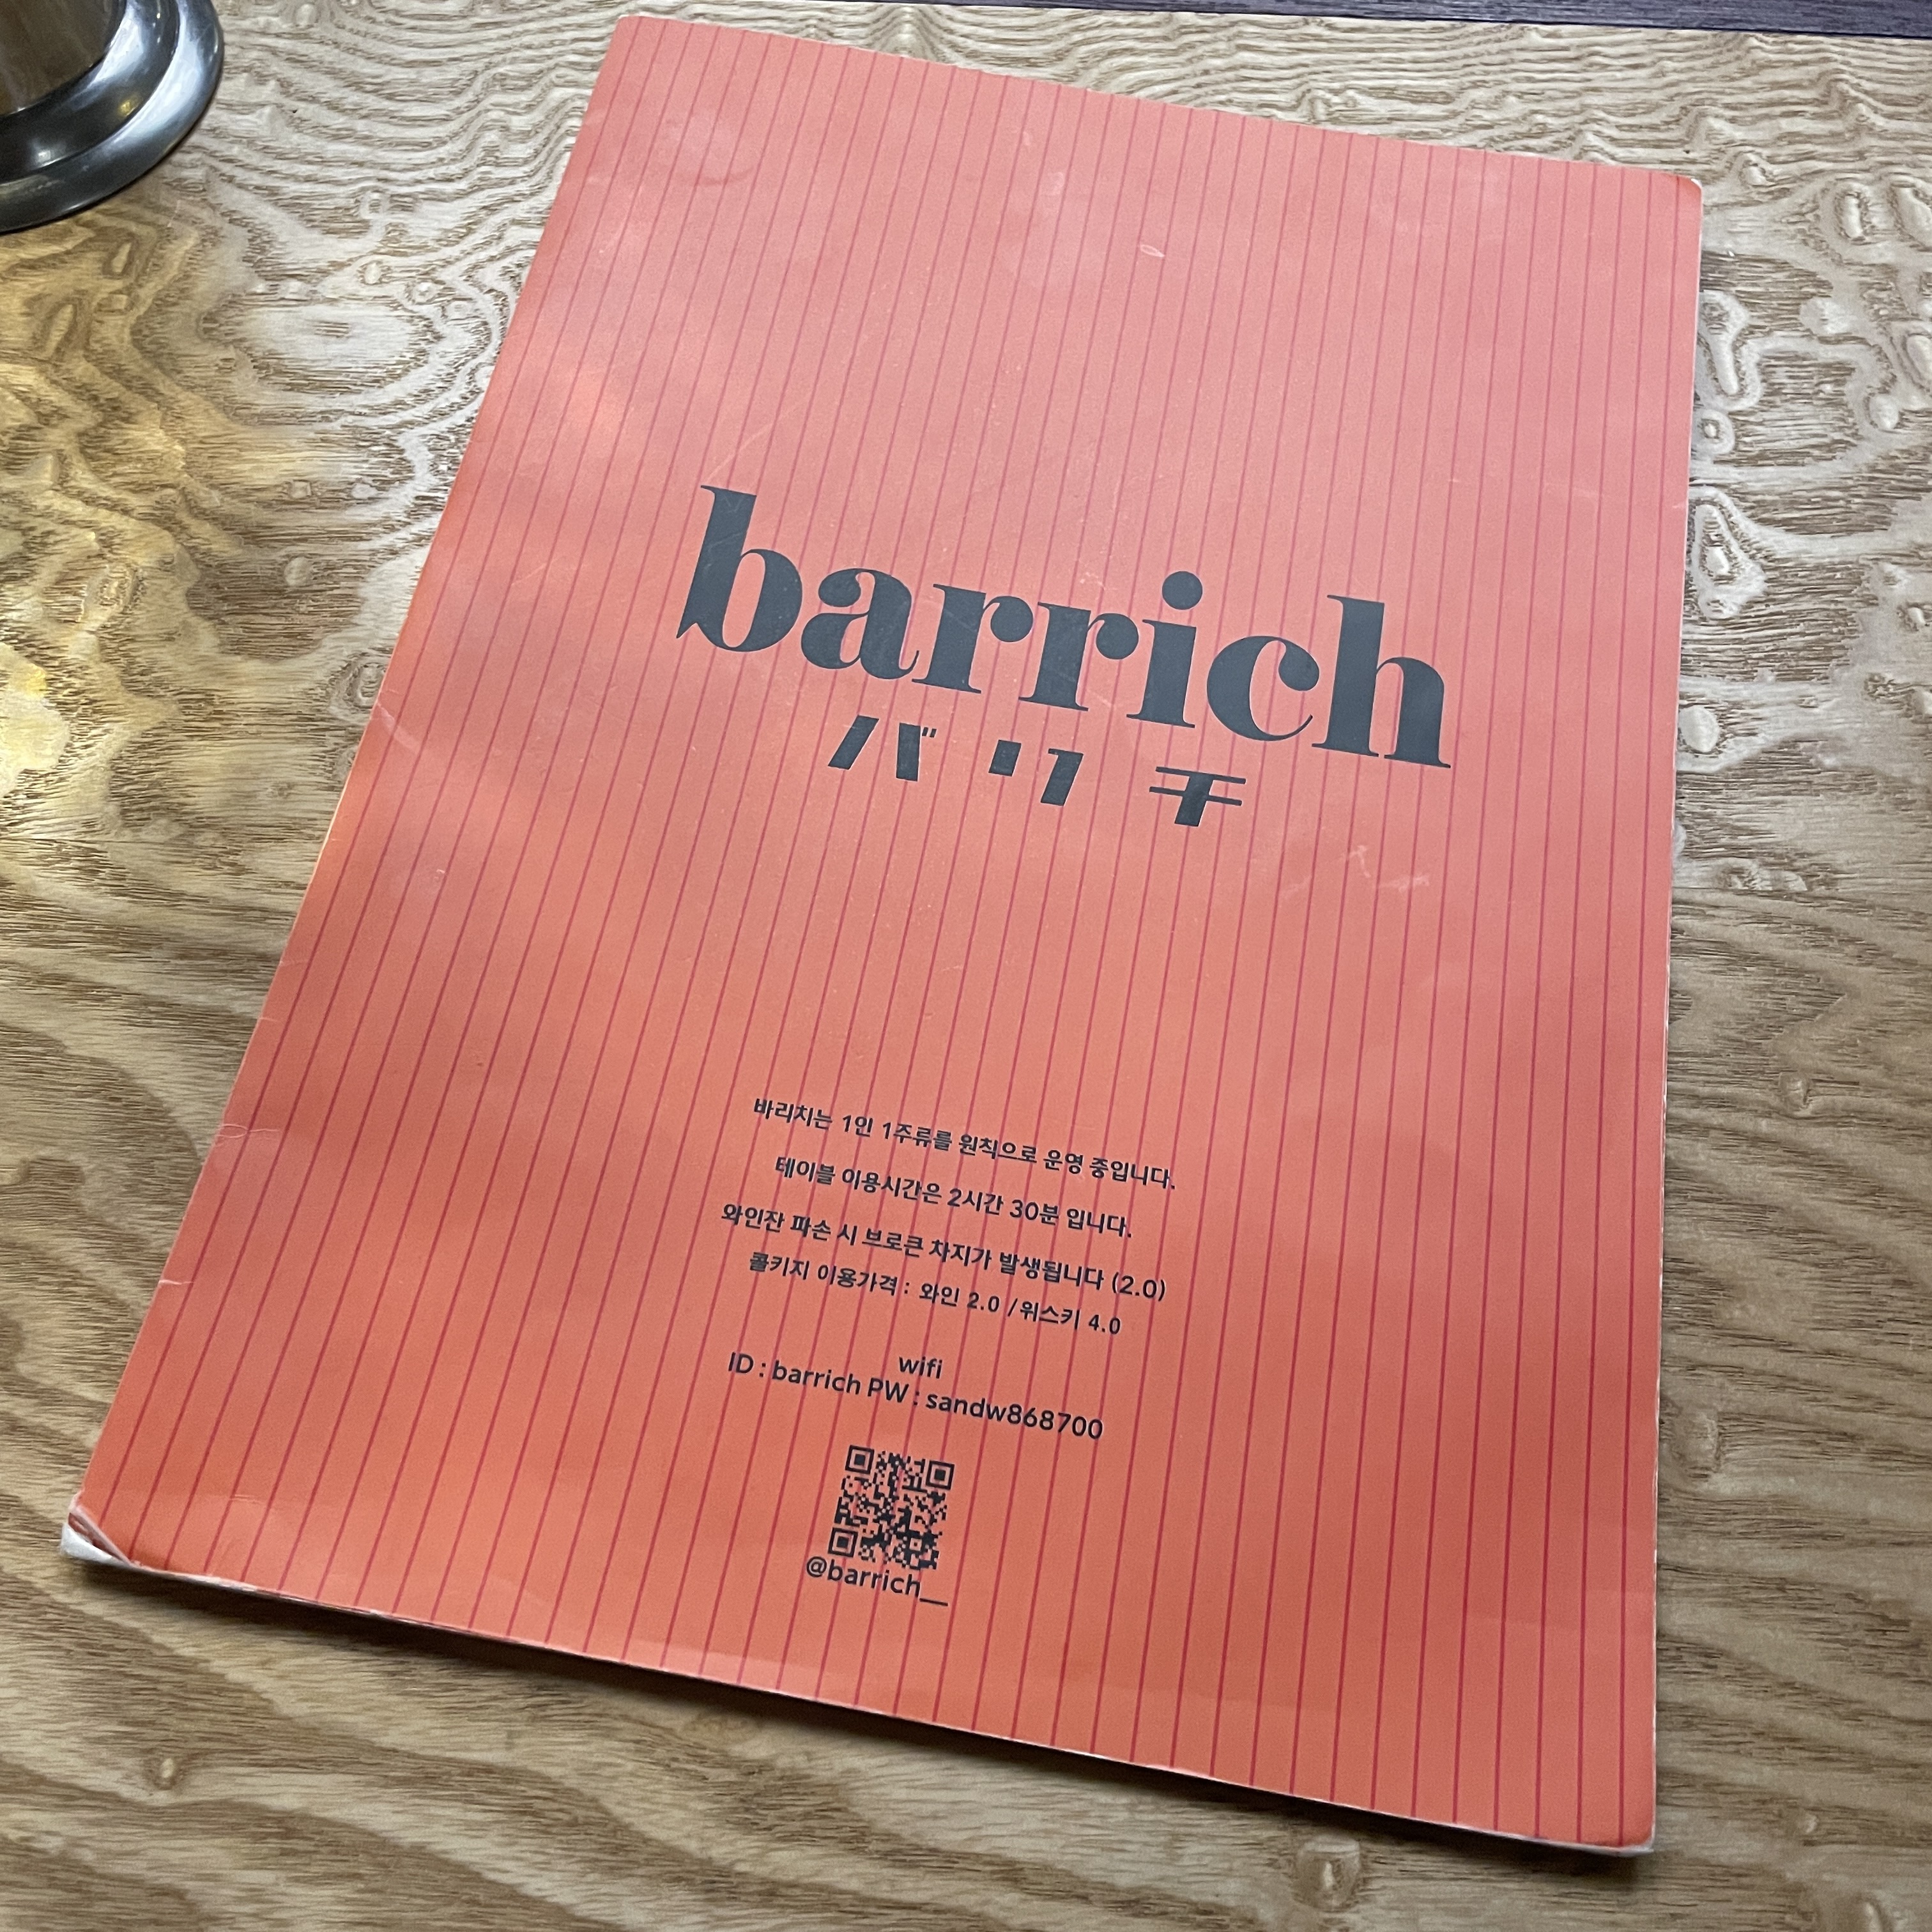 barrich
バリチ
바리치는 1인 1주류를 원칙으로 운영 중입니다.
테이블 이용시간은 2시간 30분 입니다.
와인잔 파손 시 브로큰 차지가 발생됩니다 (2.0)
콜키지 이용가격 : 와인 2.0 / 위스키 4.0
wifi
ID : barrich PW : sandw868700
@barrich__